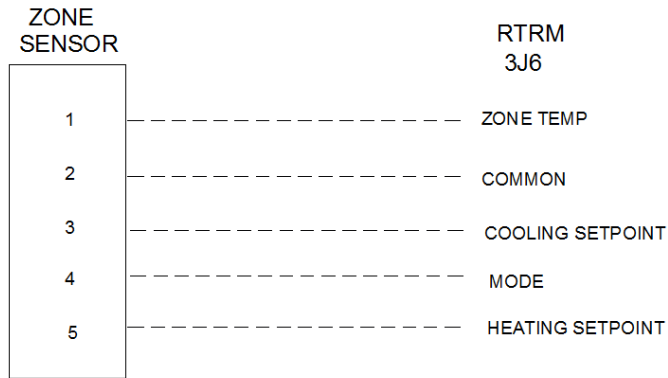 ZONE
SENSOR
RTRM
3J6
1 ZONE TEMP
2 COMMON
3 COOLING SETPOINT
4 MODE
5 HEATING SETPOINT